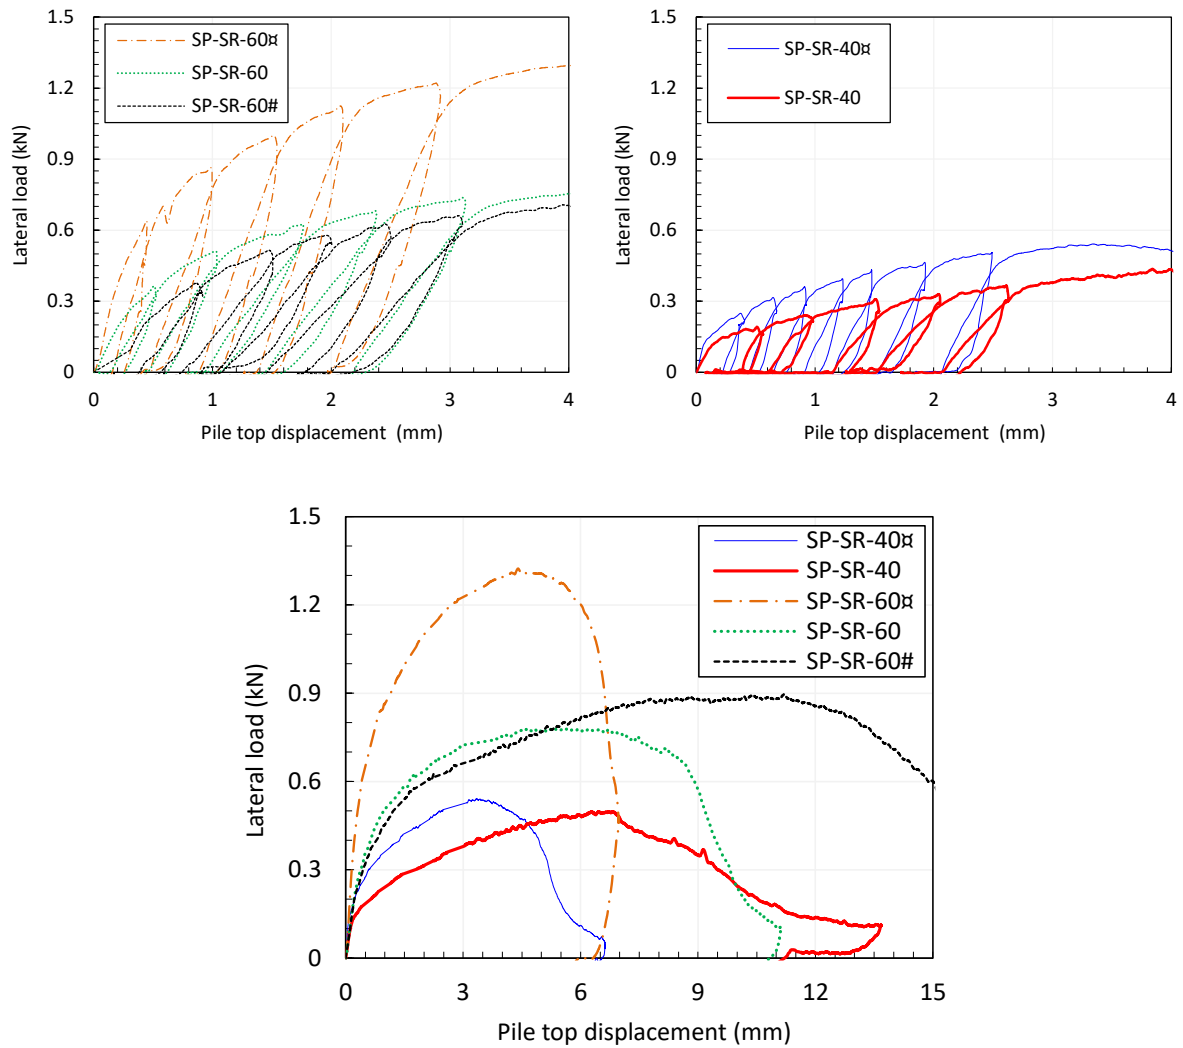 1.5
1.2
0.9
0.6
0.3
0
Lateral load (kN)
SP-SR-60¤
SP-SR-60
SP-SR-60#
0 1 2 3 4
Pile top displacement (mm)
1.5
1.2
0.9
0.6
0.3
0
Lateral load (kN)
SP-SR-40¤
SP-SR-40
0 1 2 3 4
Pile top displacement (mm)
1.5
1.2
0.9
0.6
0.3
0
Lateral load (kN)
SP-SR-40¤
SP-SR-40
SP-SR-60¤
SP-SR-60
SP-SR-60#
0 3 6 9 12 15
Pile top displacement (mm)